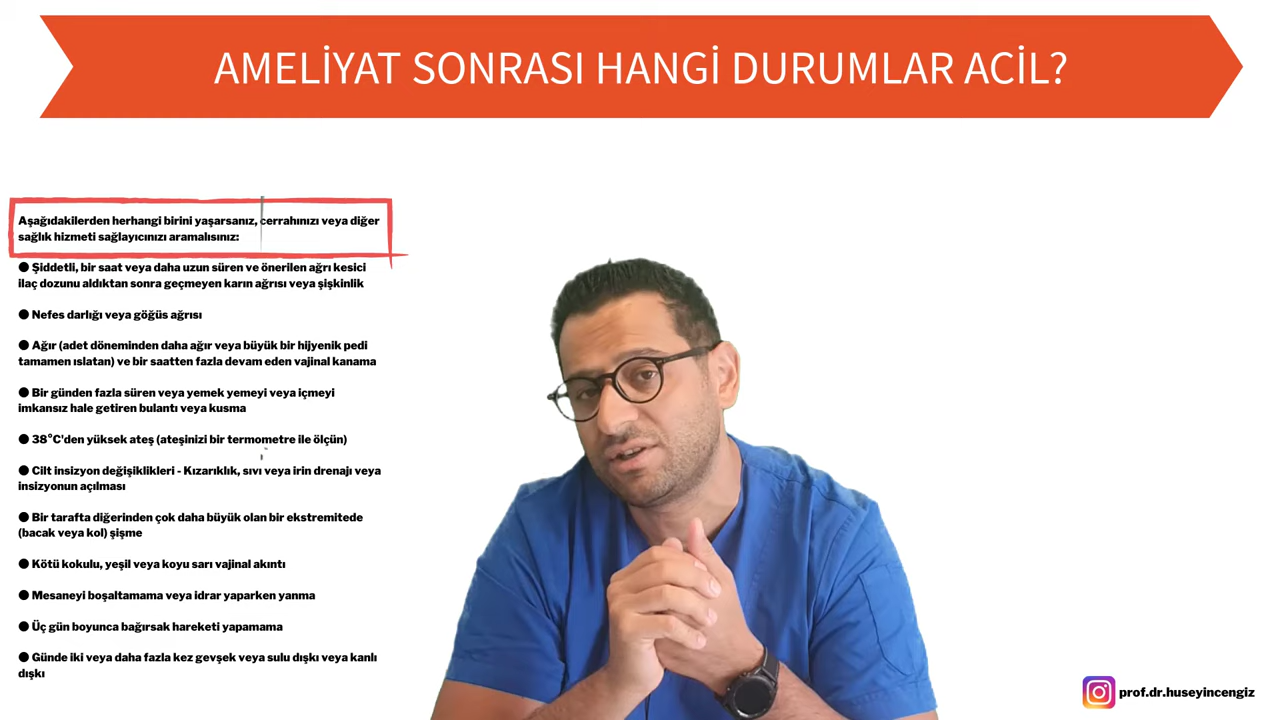 AMELİYAT SONRASI HANGİ DURUMLAR ACİL?
Aşağıdakilerden herhangi birini yaşarsanız, cerrahınızı veya diğer
sağlık hizmeti sağlayıcınızı aramalısınız:
● Şiddetli, bir saat veya daha uzun süren ve önerilen ağrı kesici
ilaç dozunu aldıktan sonra geçmeyen karın ağrısı veya şişkinlik
● Nefes darlığı veya göğüs ağrısı
● Ağır (adet döneminden daha ağır veya büyük bir hijyenik pedi
tamamen ıslatan) ve bir saatten fazla devam eden vajinal kanama
● Bir günden fazla süren veya yemek yemeyi veya içmeyi
imkansız hale getiren bulantı veya kusma
● 38°C'den yüksek ateş (ateşinizi bir termometre ile ölçün)
● Cilt insizyon değişiklikleri - Kızarıklık, sıvı veya irin drenajı veya
insizyonun açılması
● Bir tarafta diğerinden çok daha büyük olan bir ekstremitede
(bacak veya kol) şişme
● Kötü kokulu, yeşil veya koyu sarı vajinal akıntı
● Mesaneyi boşaltamama veya idrar yaparken yanma
● Üç gün boyunca bağırsak hareketi yapamama
● Günde iki veya daha fazla kez gevşek veya sulu dışkı veya kanlı
dışkı
prof.dr.huseyincengiz